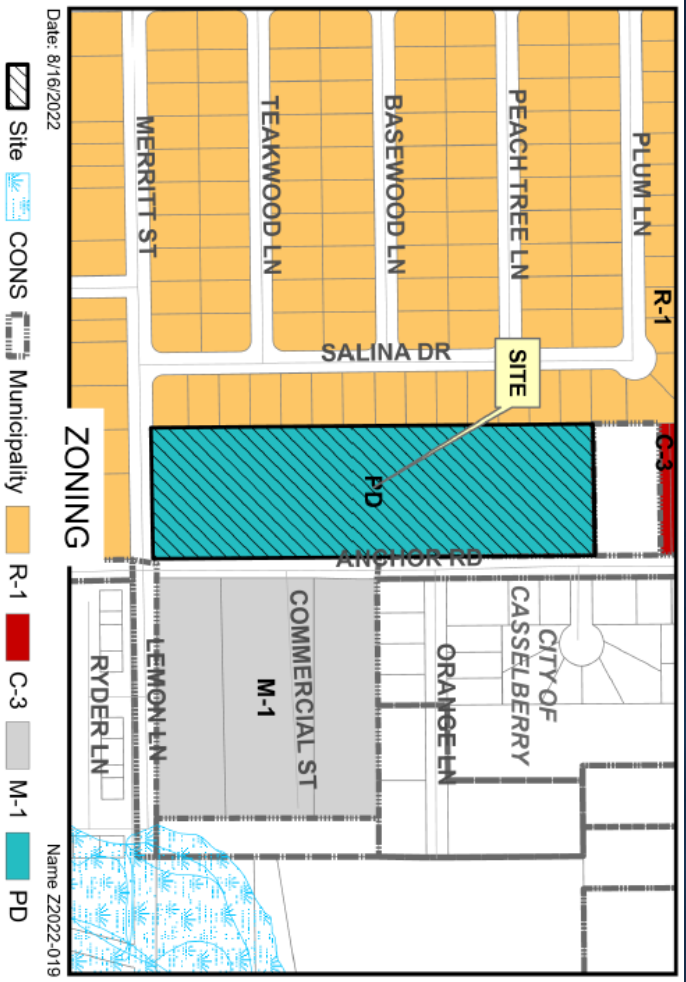 PLUM LN
R-1
PEACH TREE LN
BASEWOOD LN
TEAKWOOD LN
MERRITT ST
SALINA DR
SITE
C-3
PD
ANCHOR RD
CITY OF
CASSELBERRY
ORANGE LN
COMMERCIAL ST
M-1
LEMON LN
RYDER LN
ZONING
Date: 8/16/2022
Name Z2022-019
Site
CONS
Municipality
R-1
C-3
M-1
PD